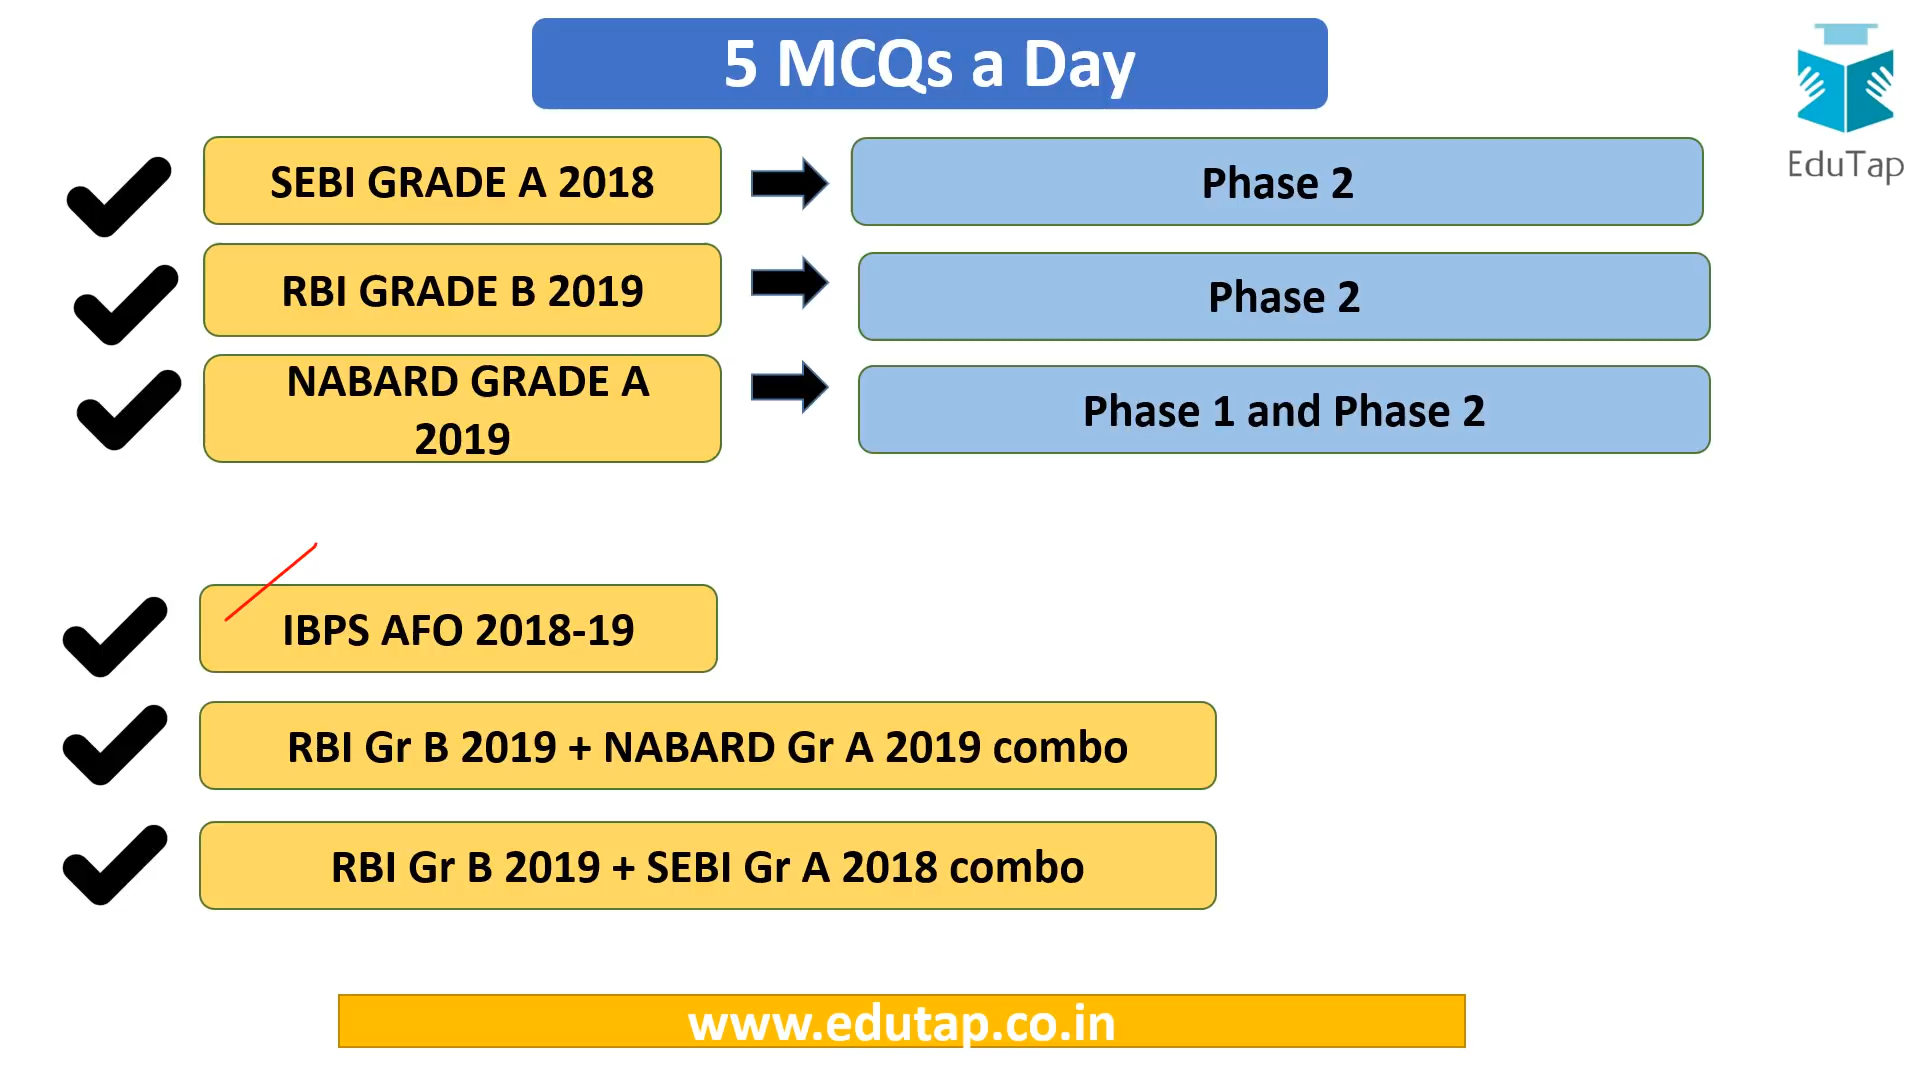 5 MCQs a Day
EduTap
SEBI GRADE A 2018
Phase 2
RBI GRADE B 2019
Phase 2
NABARD GRADE A
2019
Phase 1 and Phase 2
IBPS AFO 2018-19
RBI Gr B 2019 + NABARD Gr A 2019 combo
RBI Gr B 2019 + SEBI Gr A 2018 combo
www.edutap.co.in